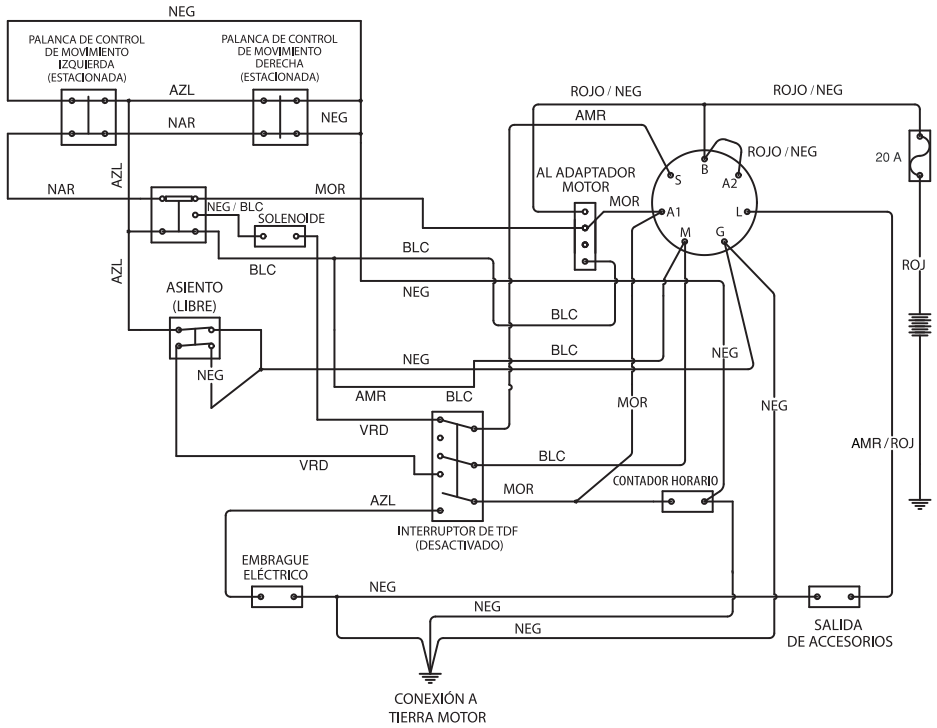 NEG
PALANCA DE CONTROL
DE MOVIMIENTO
IZQUIERDA
(ESTACIONADA)
PALANCA DE CONTROL
DE MOVIMIENTO
DERECHA
(ESTACIONADA)
AZL
NAR
NEG
ROJO / NEG
ROJO / NEG
AMR
20 A
B
ROJO / NEG
S
A2
AL ADAPTADOR
MOTOR
MOR
A1
L
M
G
AZL
NAR
MOR
NEG / BLC
SOLENOIDE
BLC
BLC
AZL
NEG
ROJ
ASIENTO
(LIBRE)
BLC
BLC
NEG
NEG
NEG
AMR
BLC
MOR
NEG
VRD
AMR / ROJ
VRD
BLC
AZL
MOR
CONTADOR HORARIO
INTERRUPTOR DE TDF
(DESACTIVADO)
EMBRAGUE
ELÉCTRICO
NEG
NEG
NEG
SALIDA
DE ACCESORIOS
CONEXIÓN A
TIERRA MOTOR